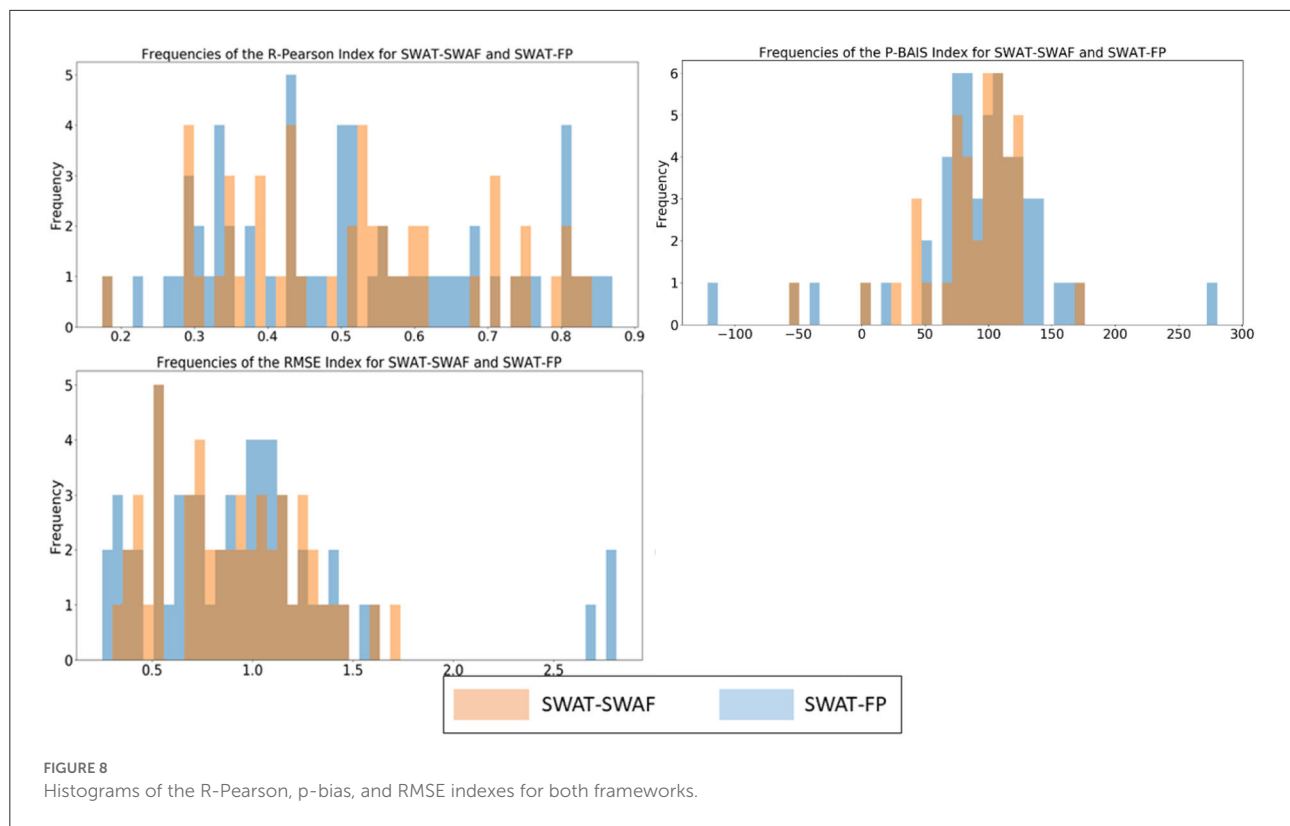 Frequencies of the R-Pearson Index for SWAT-SWAF and SWAT-FP
Frequency
5
4
3
2
1
0
0.2 0.3 0.4 0.5 0.6 0.7 0.8 0.9
Frequencies of the P-BAIS Index for SWAT-SWAF and SWAT-FP
Frequency
6
5
4
3
2
1
0
−100 −50 0 50 100 150 200 250 300
Frequencies of the RMSE Index for SWAT-SWAF and SWAT-FP
Frequency
5
4
3
2
1
0
0.5 1.0 1.5 2.0 2.5
SWAT-SWAF SWAT-FP
FIGURE 8
Histograms of the R-Pearson, p-bias, and RMSE indexes for both frameworks.